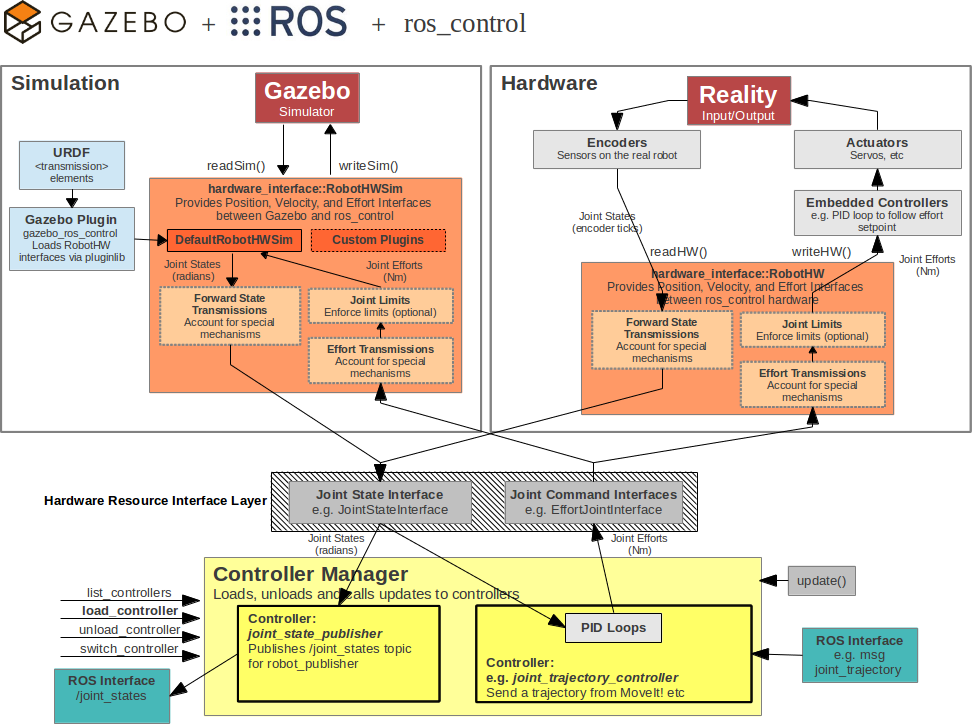 GAZEBO + ROS + ros_control
Simulation
Gazebo
Simulator
readSim()
writeSim()
URDF
<transmission>
elements
Gazebo Plugin
gazebo_ros_control
Loads RobotHW
interfaces via pluginlib
hardware_interface::RobotHWSim
Provides Position, Velocity, and Effort Interfaces
between Gazebo and ros_control
DefaultRobotHWSim
Custom Plugins
Joint States
(radians)
Joint Efforts
(Nm)
Forward State
Transmissions
Account for special
mechanisms
Joint Limits
Enforce limits (optional)
Effort Transmissions
Account for special
mechanisms
Hardware
Reality
Input/Output
Encoders
Sensors on the real robot
Actuators
Servos, etc
Embedded Controllers
e.g. PID loop to follow effort
setpoint
Joint States
(encoder ticks)
readHW()
writeHW()
Joint Efforts
(Nm)
hardware_interface::RobotHW
Provides Position, Velocity, and Effort Interfaces
between ros_control hardware
Forward State
Transmissions
Account for special
mechanisms
Joint Limits
Enforce limits (optional)
Effort Transmissions
Account for special
mechanisms
Hardware Resource Interface Layer
Joint State Interface
e.g. JointStateInterface
Joint Command Interfaces
e.g. EffortJointInterface
Joint States
(radians)
Joint Efforts
(Nm)
Controller Manager
Loads, unloads and calls updates to controllers
update()
list_controllers
load_controller
unload_controller
switch_controller
Controller:
joint_state_publisher
Publishes /joint_states topic
for robot_publisher
PID Loops
Controller:
e.g. joint_trajectory_controller
Send a trajectory from MoveIt! etc
ROS Interface
e.g. msg
joint_trajectory
ROS Interface
/joint_states